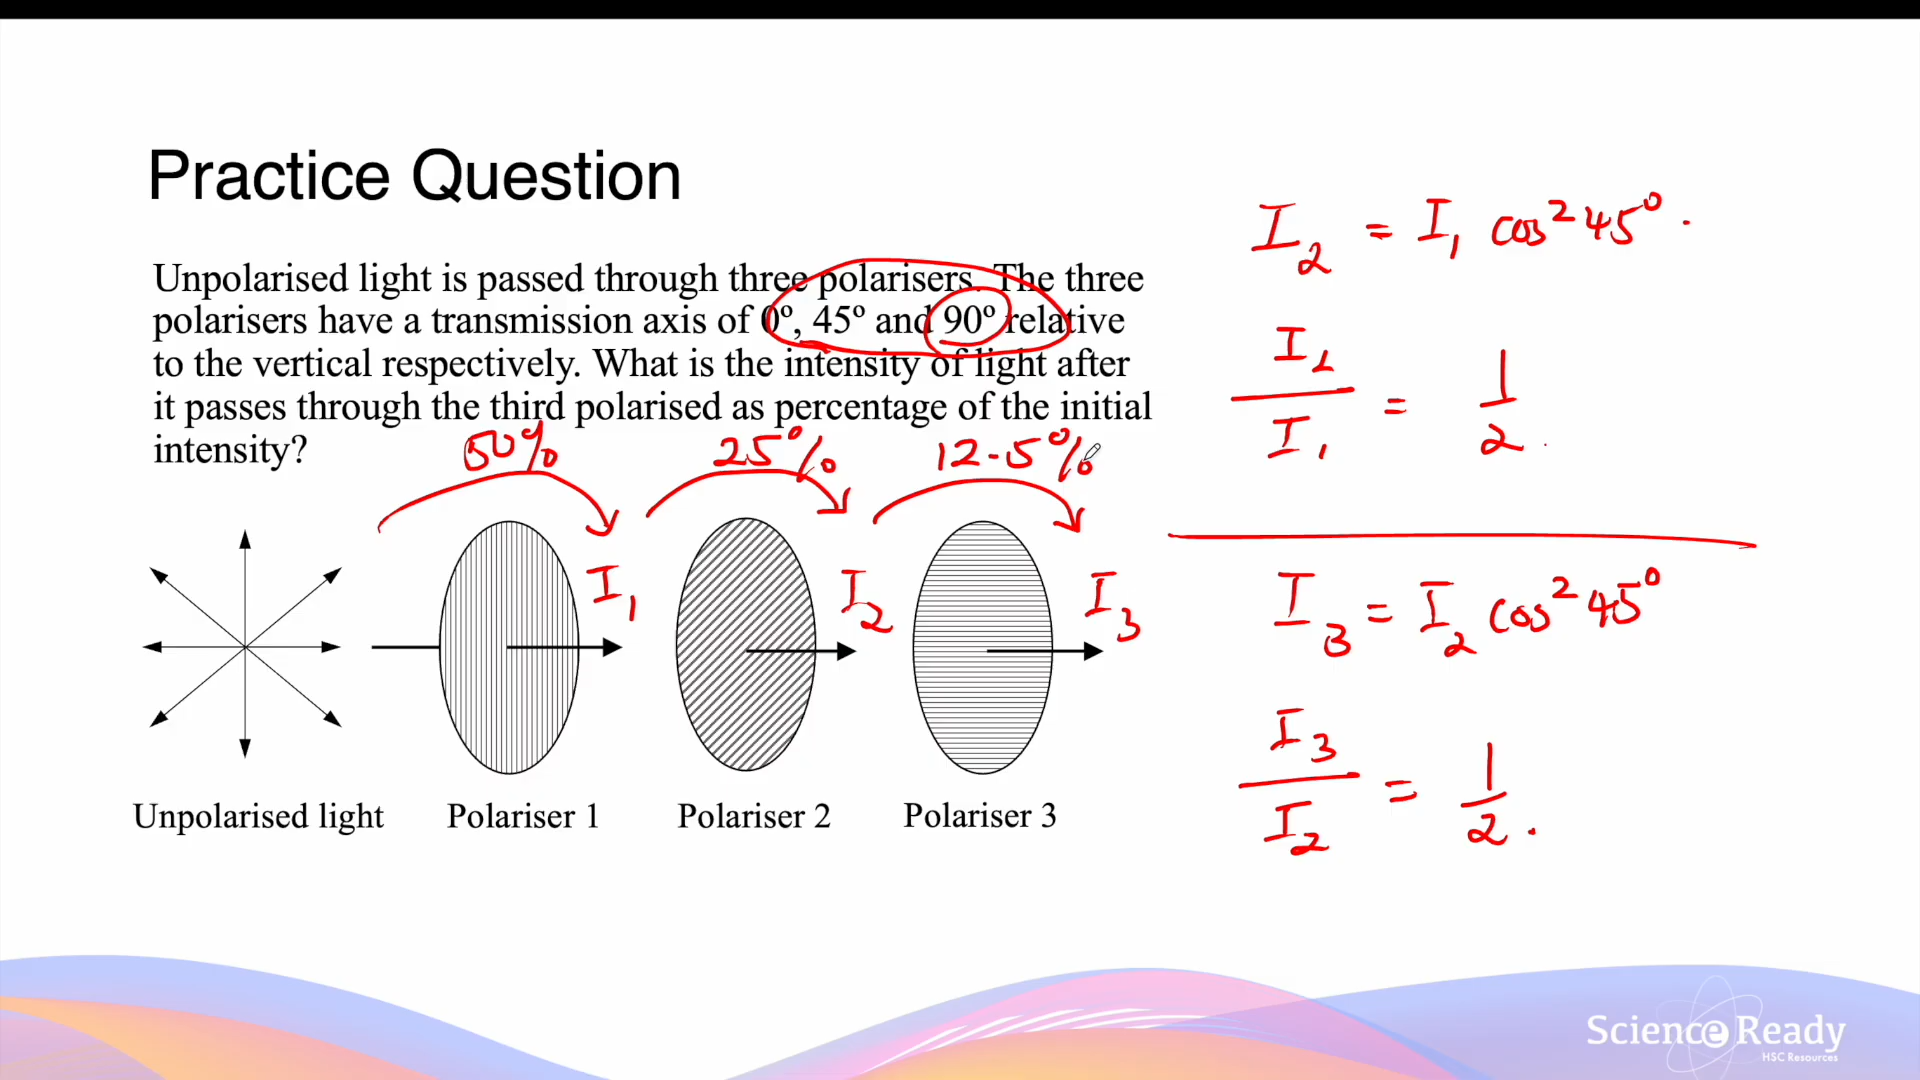 Practice Question
Unpolarised light is passed through three polarisers. The three
polarisers have a transmission axis of 0º, 45º and 90º relative
to the vertical respectively. What is the intensity of light after
it passes through the third polarised as percentage of the initial
intensity?
50%
25%
12.5%
I₁
I₂
I₃
Unpolarised light
Polariser 1
Polariser 2
Polariser 3
I₂ = I₁ cos² 45°.
I₂
I₁
=
1
2
I₃ = I₂ cos² 45°
I₃
I₂
=
1
2.
Science Ready
HSC Resources